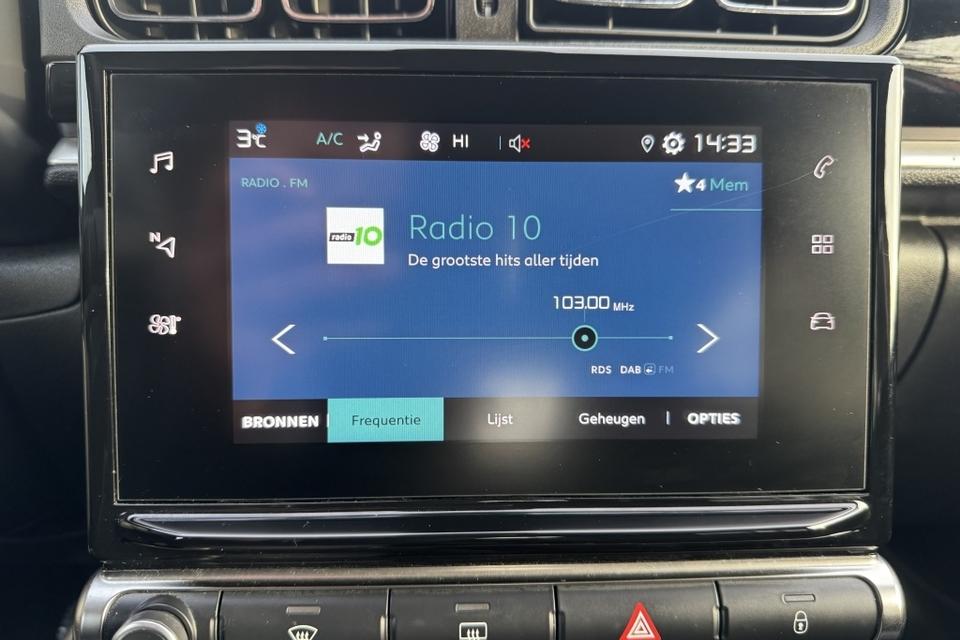 3°C A/C HI 14:33
RADIO . FM
4 Mem
radio 10
Radio 10
De grootste hits aller tijden
103.00 MHz
RDS DAB FM
BRONNEN Frequentie Lijst Geheugen OPTIES
N